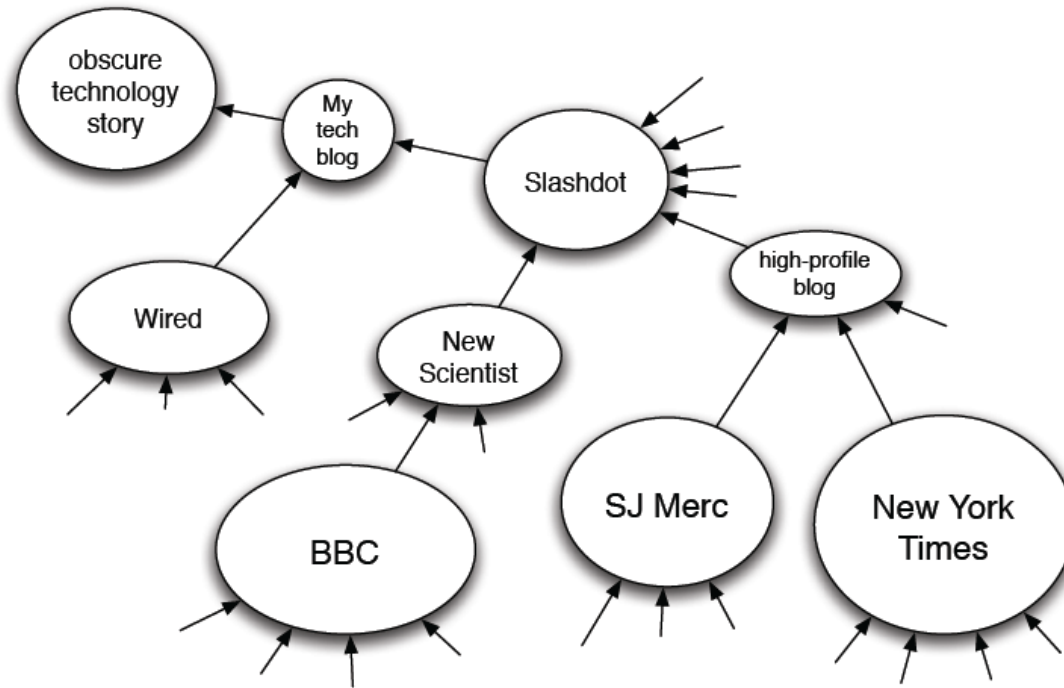 obscure
technology
story
My
tech
blog
Slashdot
high-profile
blog
Wired
New
Scientist
BBC
SJ Merc
New York
Times